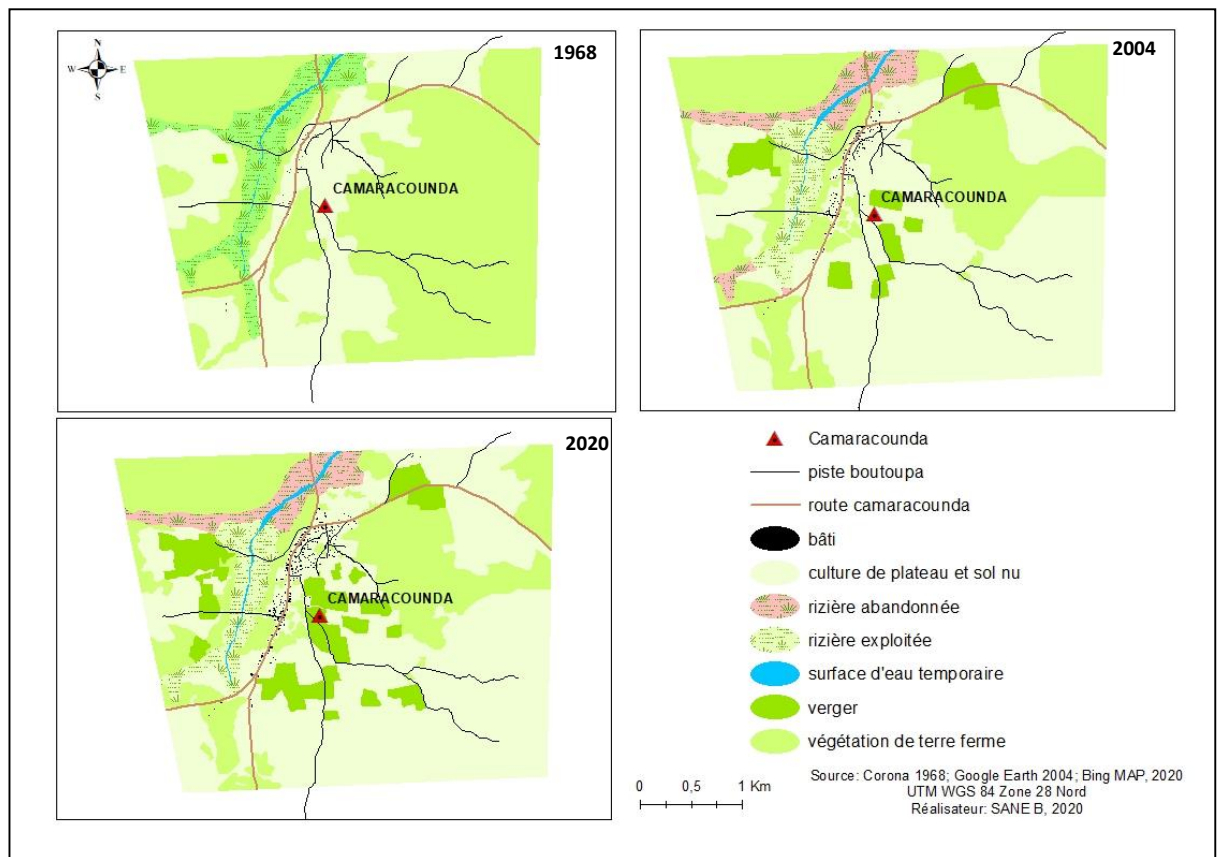 1968
N
W E
S
CAMARACOUNDA
2004
CAMARACOUNDA
2020
CAMARACOUNDA
Camaracounda
piste boutoupa
route camaracounda
bâti
culture de plateau et sol nu
rizière abandonnée
rizière exploitée
surface d'eau temporaire
verger
végétation de terre ferme
0 0,5 1 Km
Source: Corona 1968; Google Earth 2004; Bing MAP, 2020
UTM WGS 84 Zone 28 Nord
Réalisateur: SANE B, 2020